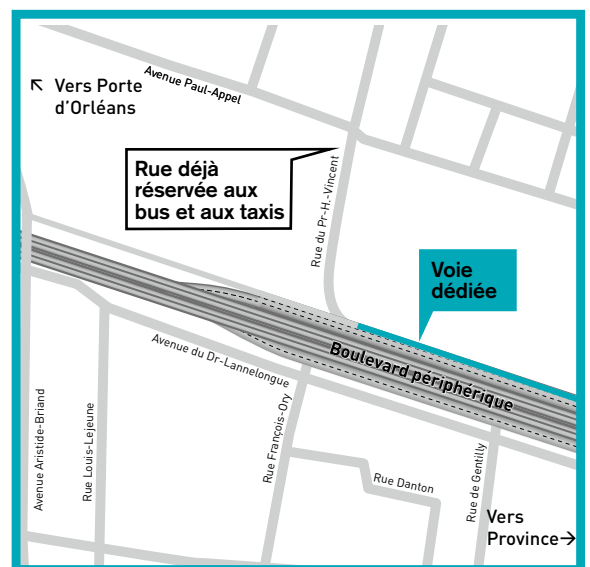 Avenue Paul-Appel
Vers Porte
d'Orléans
Rue déjà
réservée aux
bus et aux taxis
Rue du Pr-H.-Vincent
Voie
dédiée
Boulevard périphérique
Avenue du Dr-Lannelongue
Avenue Aristide-Briand
Rue Louis-Lejeune
Rue François-Ory
Rue Danton
Rue de Gentilly
Vers
Province→